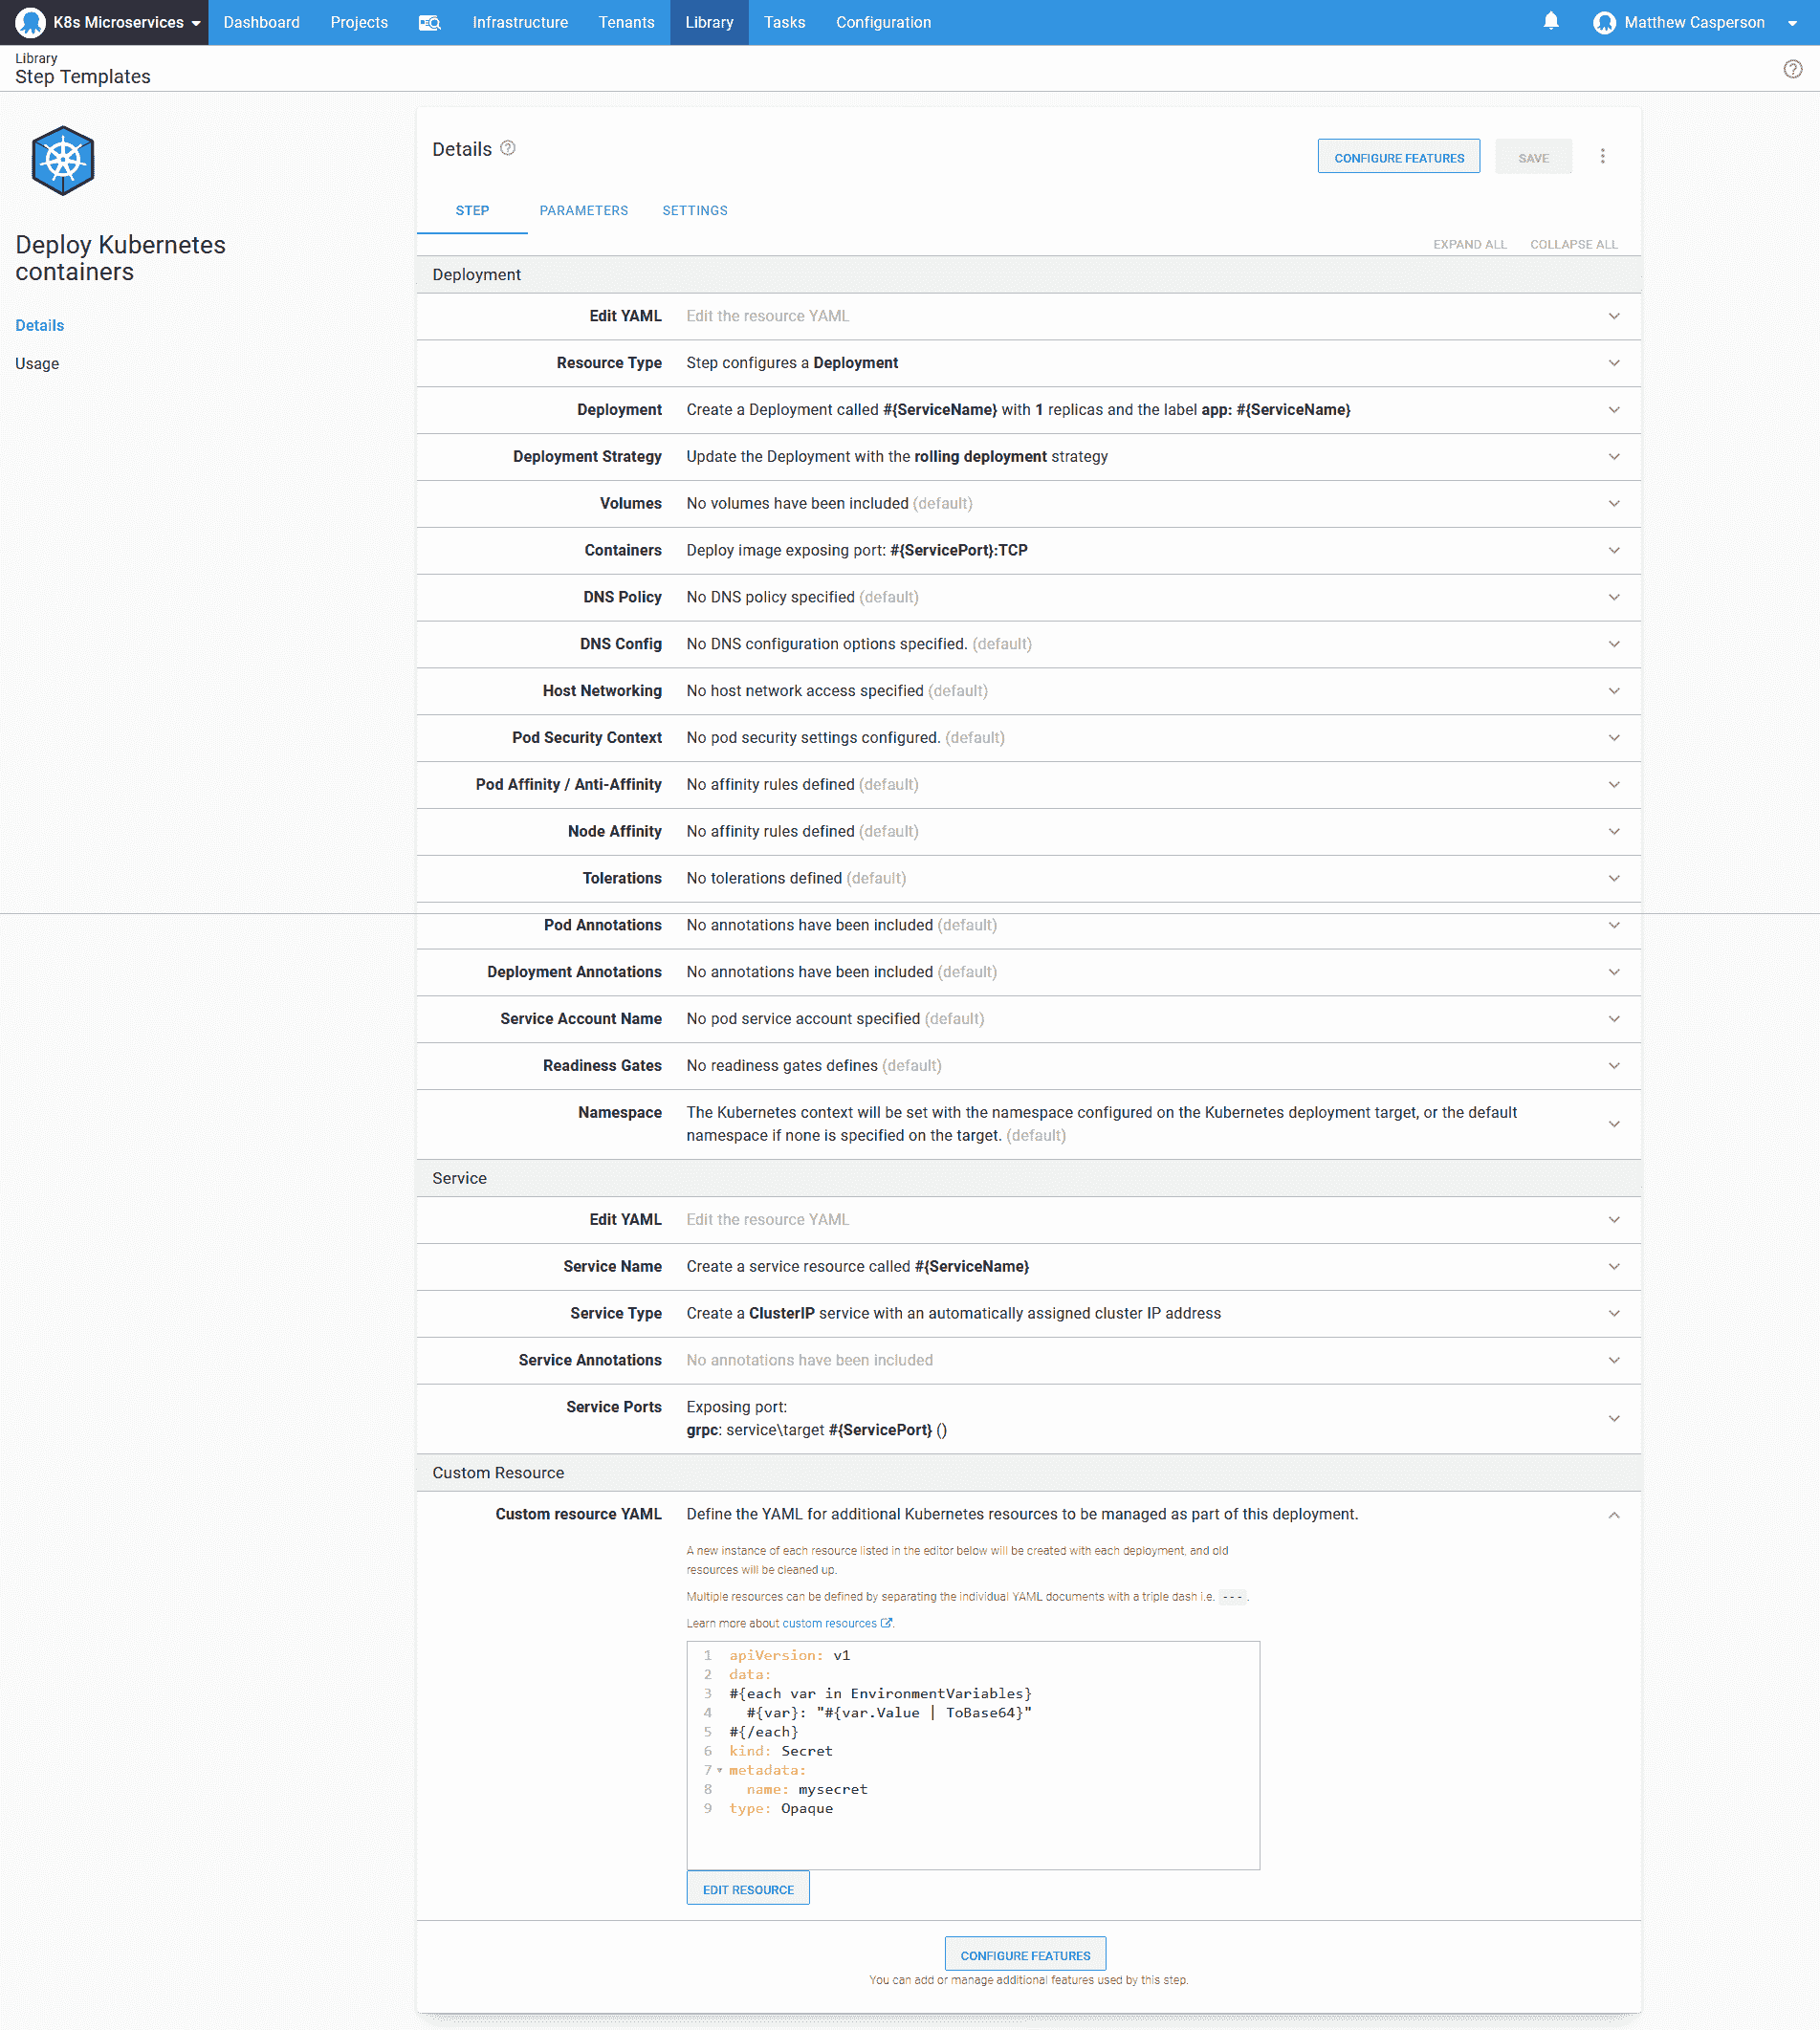 K8s Microservices Dashboard Projects Infrastructure Tenants Library Tasks Configuration Matthew Casperson
Library
Step Templates
Deploy Kubernetes
containers
Details
Usage
Details
CONFIGURE FEATURES SAVE
STEP PARAMETERS SETTINGS
EXPAND ALL COLLAPSE ALL
Deployment
Edit YAML Edit the resource YAML
Resource Type Step configures a Deployment
Deployment Create a Deployment called #{ServiceName} with 1 replicas and the label app: #{ServiceName}
Deployment Strategy Update the Deployment with the rolling deployment strategy
Volumes No volumes have been included (default)
Containers Deploy image exposing port: #{ServicePort}:TCP
DNS Policy No DNS policy specified (default)
DNS Config No DNS configuration options specified. (default)
Host Networking No host network access specified (default)
Pod Security Context No pod security settings configured. (default)
Pod Affinity / Anti-Affinity No affinity rules defined (default)
Node Affinity No affinity rules defined (default)
Tolerations No tolerations defined (default)
Pod Annotations No annotations have been included (default)
Deployment Annotations No annotations have been included (default)
Service Account Name No pod service account specified (default)
Readiness Gates No readiness gates defines (default)
Namespace The Kubernetes context will be set with the namespace configured on the Kubernetes deployment target, or the default
namespace if none is specified on the target. (default)
Service
Edit YAML Edit the resource YAML
Service Name Create a service resource called #{ServiceName}
Service Type Create a ClusterIP service with an automatically assigned cluster IP address
Service Annotations No annotations have been included
Service Ports Exposing port:
grpc: service\target #{ServicePort} ()
Custom Resource
Custom resource YAML Define the YAML for additional Kubernetes resources to be managed as part of this deployment.
A new instance of each resource listed in the editor below will be created with each deployment, and old
resources will be cleaned up.
Multiple resources can be defined by separating the individual YAML documents with a triple dash i.e. --- .
Learn more about custom resources.
1 apiVersion: v1
2 data:
3 #{each var in EnvironmentVariables}
4 #{var}: "#{var.Value | ToBase64}"
5 #{/each}
6 kind: Secret
7 metadata:
8 name: mysecret
9 type: Opaque
EDIT RESOURCE
CONFIGURE FEATURES
You can add or manage additional features used by this step.